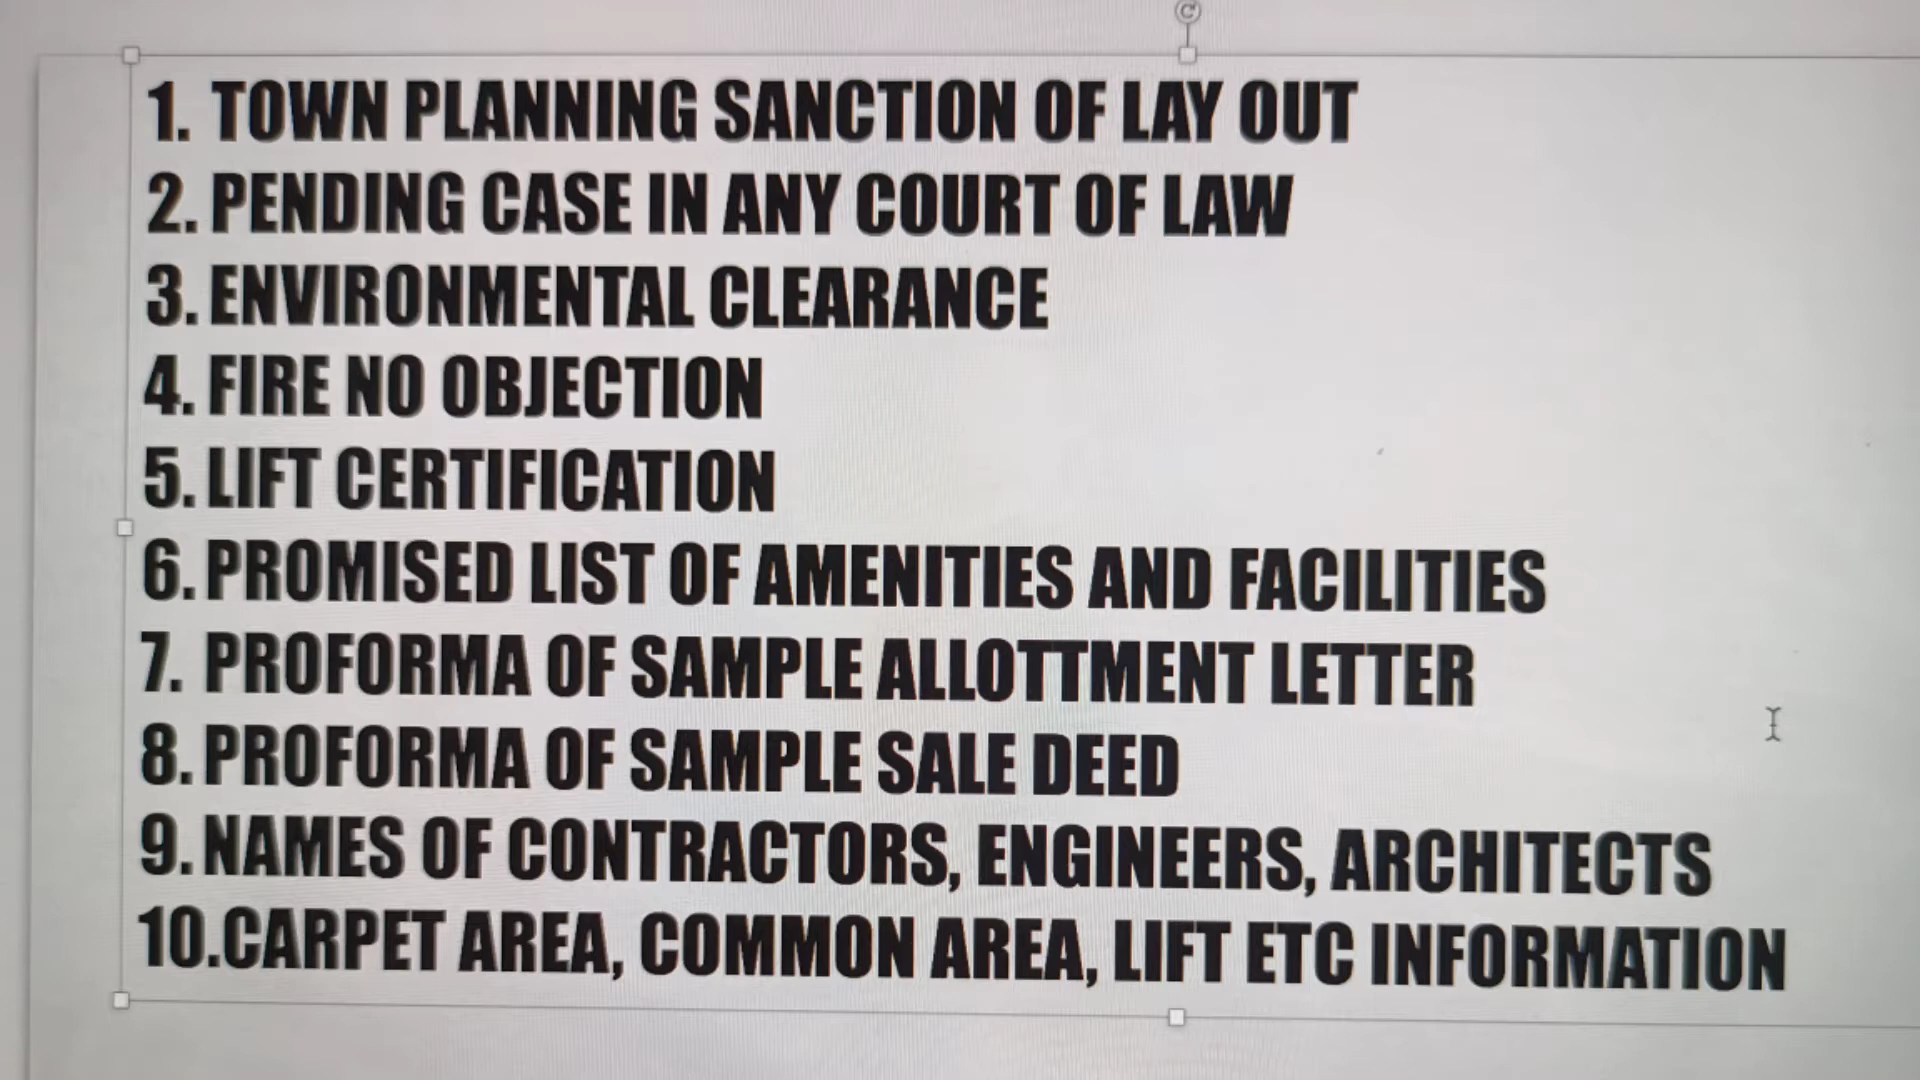 1. TOWN PLANNING SANCTION OF LAY OUT
2. PENDING CASE IN ANY COURT OF LAW
3. ENVIRONMENTAL CLEARANCE
4. FIRE NO OBJECTION
5. LIFT CERTIFICATION
6. PROMISED LIST OF AMENITIES AND FACILITIES
7. PROFORMA OF SAMPLE ALLOTTMENT LETTER
8. PROFORMA OF SAMPLE SALE DEED
9. NAMES OF CONTRACTORS, ENGINEERS, ARCHITECTS
10.CARPET AREA, COMMON AREA, LIFT ETC INFORMATION